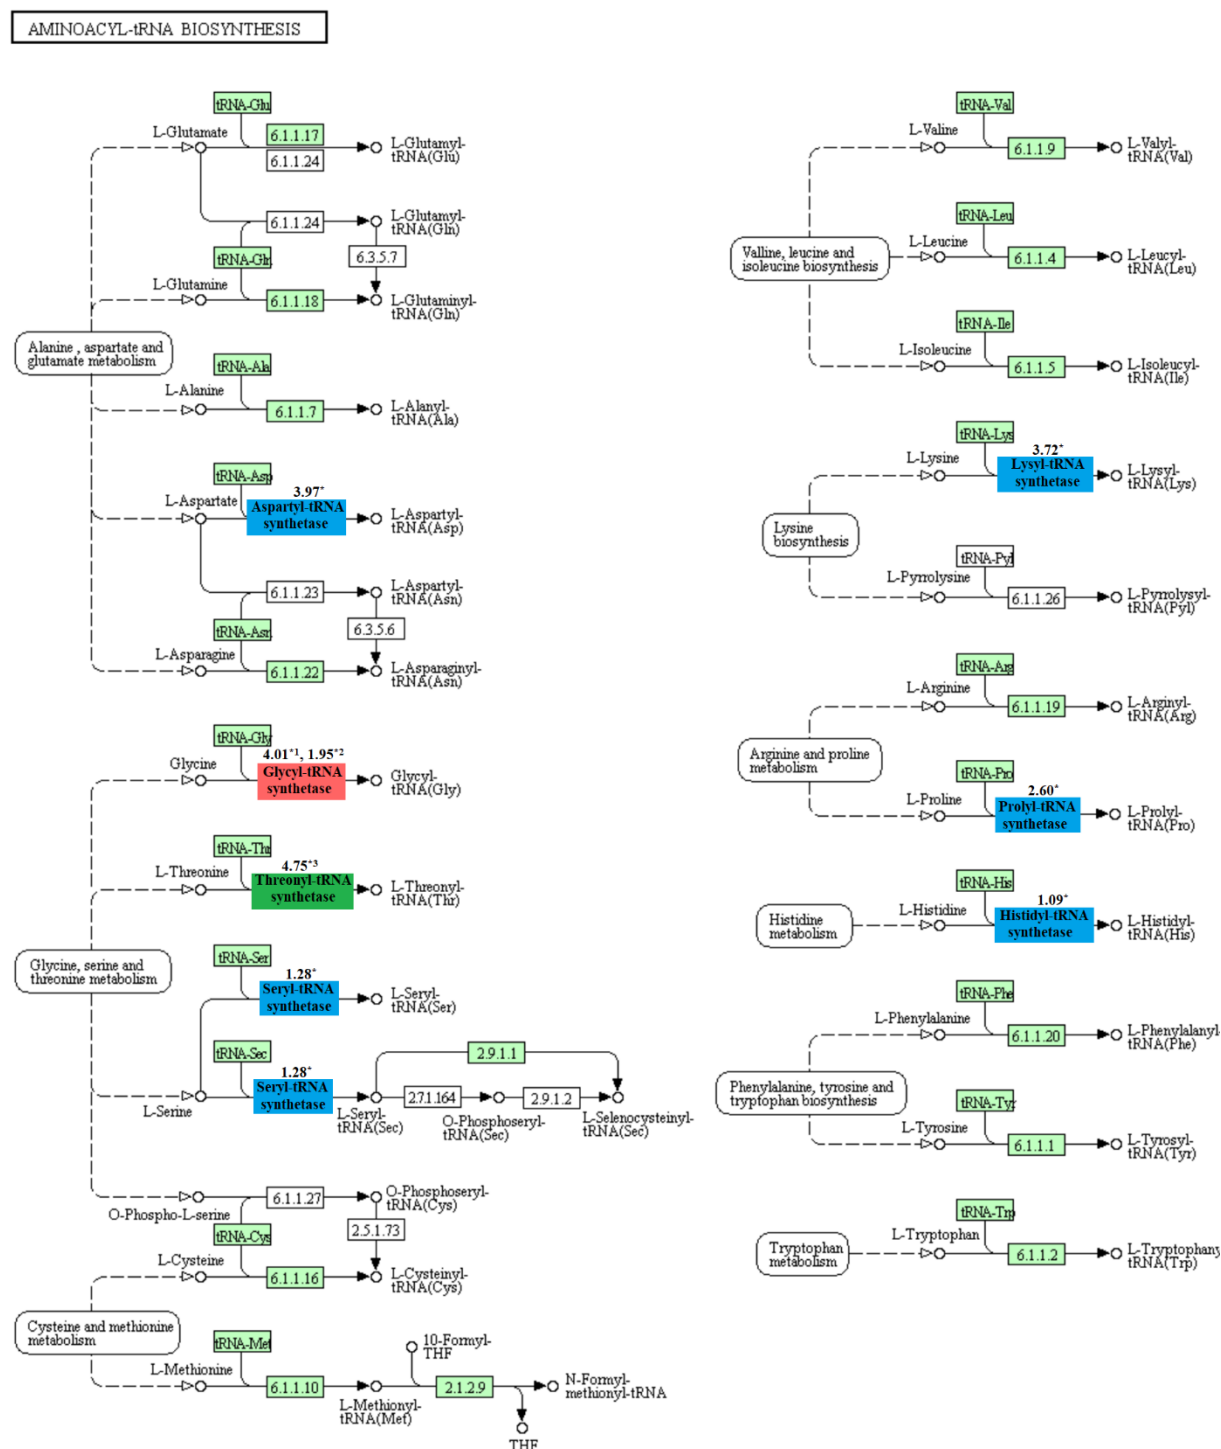 AMINOACYL-tRNA BIOSYNTHESIS
tRNA-Glu
L-Glutamate
6.1.1.17
6.1.1.24
L-Glutamyl-
tRNA(Glu)
6.1.1.24
L-Glutamyl-
tRNA(Gln)
tRNA-Gln
6.3.5.7
L-Glutamine
6.1.1.18
L-Glutaminyl-
tRNA(Gln)
Alanine , aspartate and
glutamate metabolism
tRNA-Ala
L-Alanine
6.1.1.7
L-Alanyl-
tRNA(Ala)
tRNA-Asp
L-Aspartate
3.97*
Aspartyl-tRNA
synthetase
L-Aspartyl-
tRNA(Asp)
6.1.1.23
L-Aspartyl-
tRNA(Asn)
tRNA-Asn
6.3.5.6
L-Asparagine
6.1.1.22
L-Asparaginyl-
tRNA(Asn)
tRNA-Gly
Glycine
4.01*1, 1.95*2
Glycyl-tRNA
synthetase
Glycyl-
tRNA(Gly)
tRNA-Thr
L-Threonine
4.75*3
Threonyl-tRNA
synthetase
L-Threonyl-
tRNA(Thr)
Glycine, serine and
threonine metabolism
tRNA-Ser
1.28*
Seryl-tRNA
synthetase
L-Seryl-
tRNA(Ser)
tRNA-Sec
L-Serine
1.28*
Seryl-tRNA
synthetase
L-Seryl-
tRNA(Sec)
2.9.1.1
2.7.1.164
O-Phosphoseryl-
tRNA(Sec)
2.9.1.2
L-Selenocysteinyl-
tRNA(Sec)
O-Phospho-L-serine
6.1.1.27
O-Phosphoseryl-
tRNA(Cys)
tRNA-Cys
2.5.1.73
L-Cysteine
6.1.1.16
L-Cysteinyl-
tRNA(Cys)
Cysteine and methionine
metabolism
tRNA-Met
L-Methionine
6.1.1.10
L-Methionyl-
tRNA(Met)
10-Formyl-
THF
2.1.2.9
N-Formyl-
methionyl-tRNA
THF
tRNA-Val
L-Valine
6.1.1.9
L-Valyl-
tRNA(Val)
Valline, leucine and
isoleucine biosynthesis
tRNA-Leu
L-Leucine
6.1.1.4
L-Leucyl-
tRNA(Leu)
tRNA-Ile
L-Isoleucine
6.1.1.5
L-Isoleucyl-
tRNA(Ile)
tRNA-Lys
L-Lysine
3.72*
Lysyl-tRNA
synthetase
L-Lysyl-
tRNA(Lys)
Lysine
biosynthesis
tRNA-Pyl
L-Pyrrolysine
6.1.1.26
L-Pyrrolysyl-
tRNA(Pyl)
tRNA-Arg
L-Arginine
6.1.1.19
L-Arginyl-
tRNA(Arg)
Arginine and proline
metabolism
tRNA-Pro
L-Proline
2.60*
Prolyl-tRNA
synthetase
L-Prolyl-
tRNA(Pro)
tRNA-His
Histidine
metabolism
L-Histidine
1.09*
Histidyl-tRNA
synthetase
L-Histidyl-
tRNA(His)
tRNA-Phe
L-Phenylalanine
6.1.1.20
L-Phenylalanyl-
tRNA(Phe)
Phenylalanine, tyrosine and
tryptophan biosynthesis
tRNA-Tyr
L-Tyrosine
6.1.1.1
L-Tyrosyl-
tRNA(Tyr)
tRNA-Trp
Tryptophan
metabolism
L-Tryptophan
6.1.1.2
L-Tryptophany
tRNA(Trp)